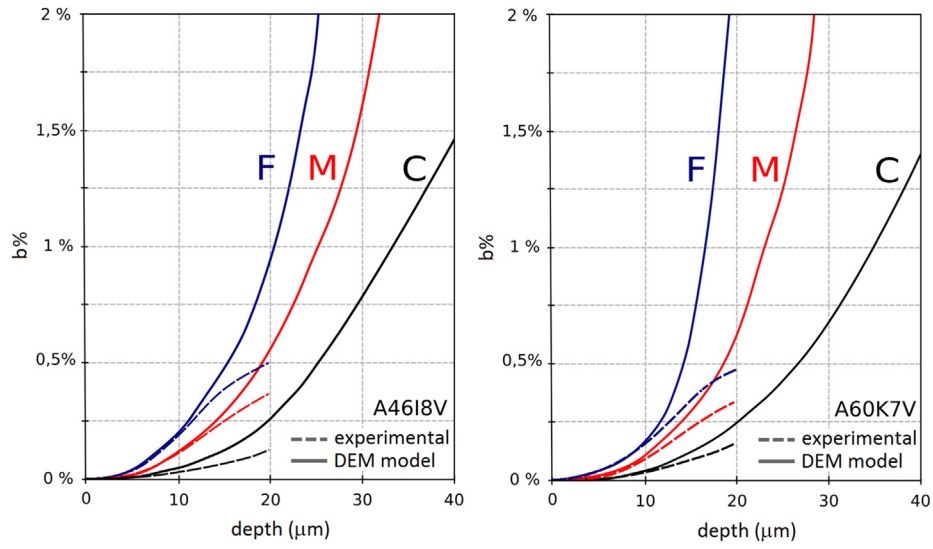 2 %
1,5%
1 %
0,5%
0 %
b%
F M C
A46I8V
experimental
DEM model
0 10 20 30 40
depth (μm)
2 %
1,5%
1 %
0,5%
0 %
b%
F M C
A60K7V
experimental
DEM model
0 10 20 30 40
depth (μm)